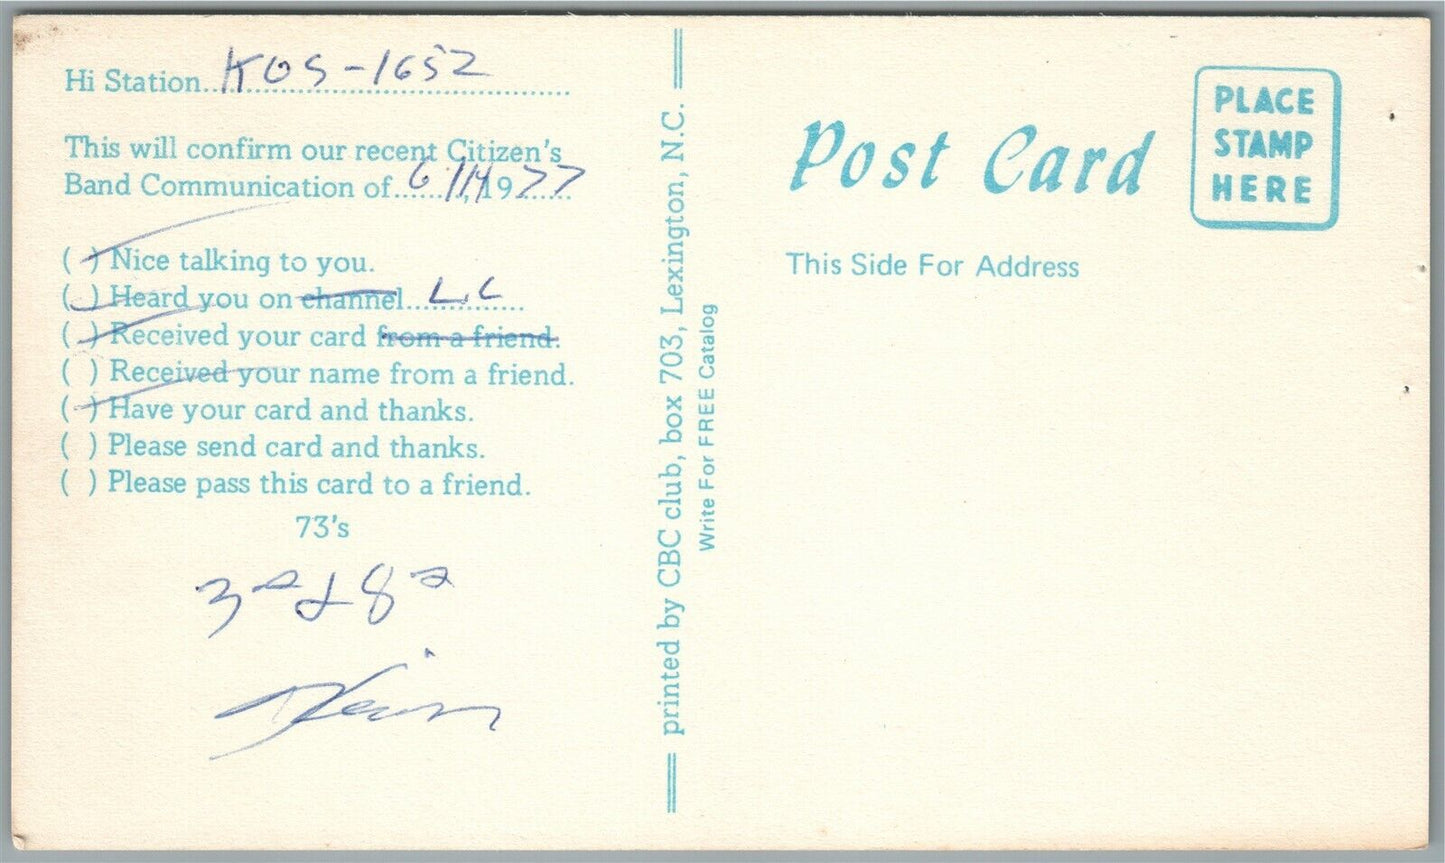 Hi Station..KOS-1652
This will confirm our recent Citizen's
Band Communication of......6/14, 1977
( ) Nice talking to you.
( ) Heard you on channel....L.C
( ) Received your card from a friend.
( ) Received your name from a friend.
( ) Have your card and thanks.
( ) Please send card and thanks.
( ) Please pass this card to a friend.
73's
3 8
printed by CBC club, box 703, Lexington, N.C.
Write For FREE Catalog
Post Card
PLACE
STAMP
HERE
This Side For Address